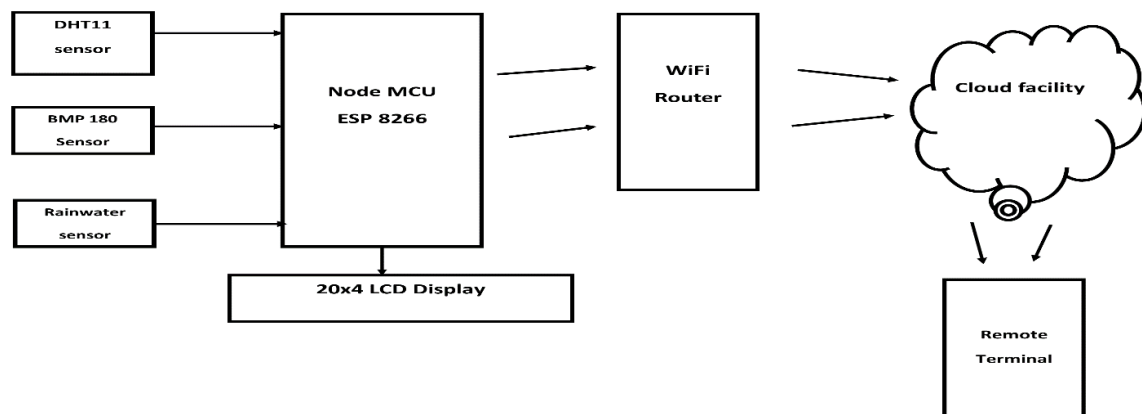 DHT11
sensor
BMP 180
Sensor
Rainwater
sensor
Node MCU
ESP 8266
20x4 LCD Display
WiFi
Router
Cloud facility
Remote
Terminal